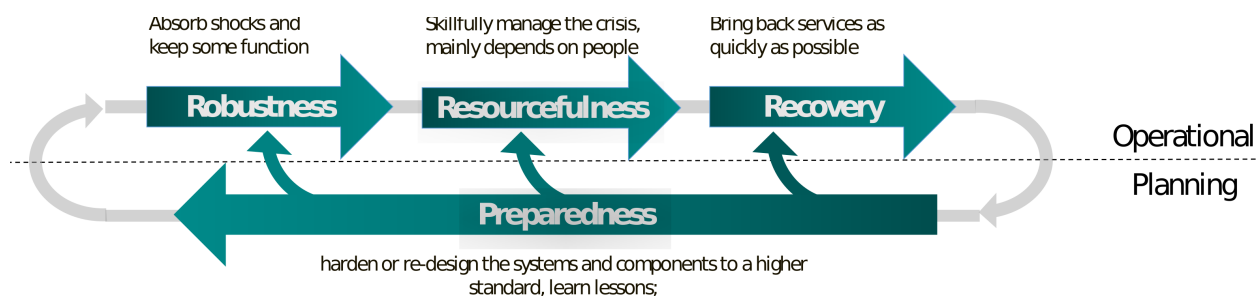 Absorb shocks and
keep some function
Skillfully manage the crisis,
mainly depends on people
Bring back services as
quickly as possible
Robustness
Resourcefulness
Recovery
Operational
Planning
Preparedness
harden or re-design the systems and components to a higher
standard, learn lessons;